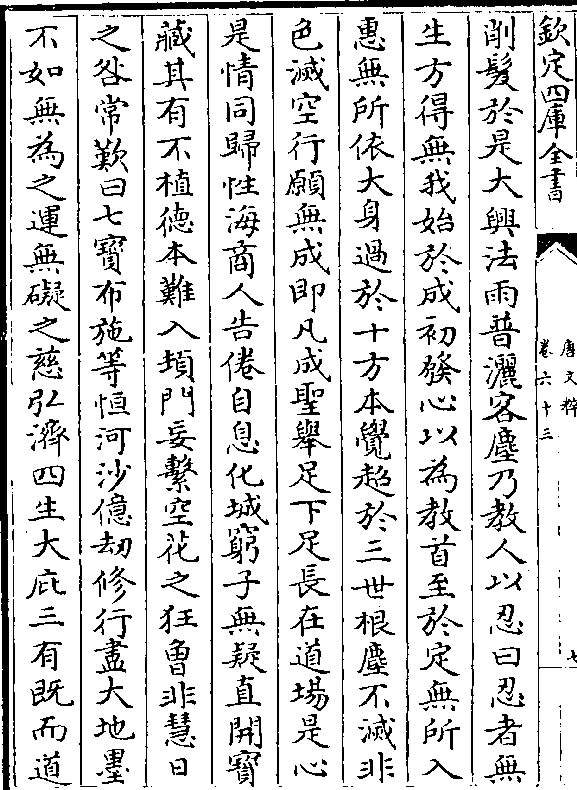 欽定四庫全書
唐文粹
卷六十三
七
削髮於是大興法雨普灑客塵乃教人以忍曰忍者無
生方得無我始於成初發心以為教首至於定無所入
惠無所依大身過於十方本覺超於三世根塵不滅非
色滅空行願無成即凡成聖舉足下足長在道場是心
是情同歸性海商人告倦自息化城窮子無疑直開寶
藏其有不植德本難入頓門妄繫空花之狂曾非慧日
之咎常歎曰七寶布施等恒河沙億劫修行盡大地墨
不如無為之運無礙之慈弘濟四生大庇三有既而道